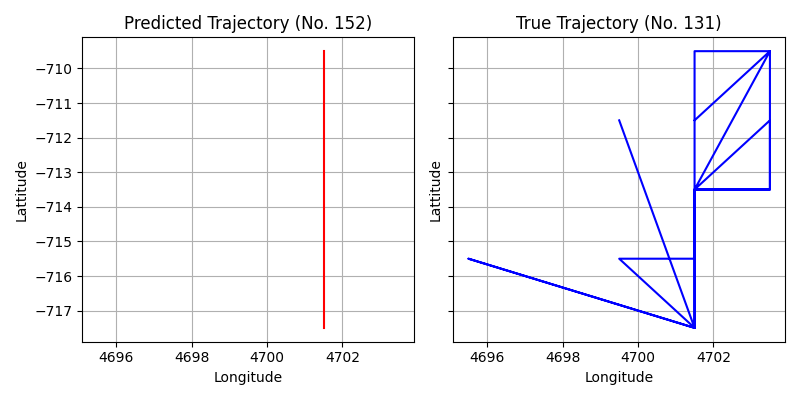 Predicted Trajectory (No. 152)
−710
−711
−712
−713
−714
−715
−716
−717
Lattitude
4696 4698 4700 4702
Longitude
True Trajectory (No. 131)
Lattitude
4696 4698 4700 4702
Longitude